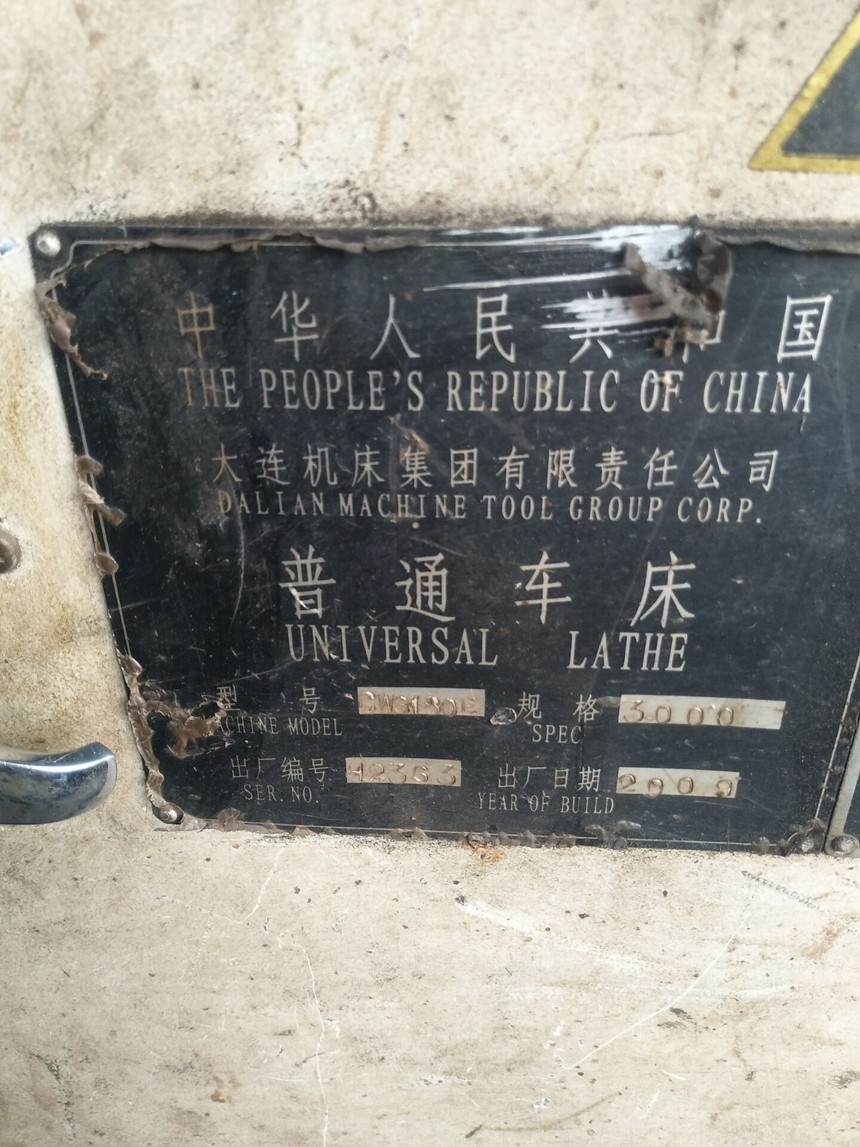 中华人民共和国
THE PEOPLE'S REPUBLIC OF CHINA
大连机床集团有限责任公司
DALIAN MACHINE TOOL GROUP CORP.
普通车床
UNIVERSAL LATHE
型号 规格 3000
MACHINE MODEL SPEC
出厂编号 42363 出厂日期 2009
SER. NO. YEAR OF BUILD